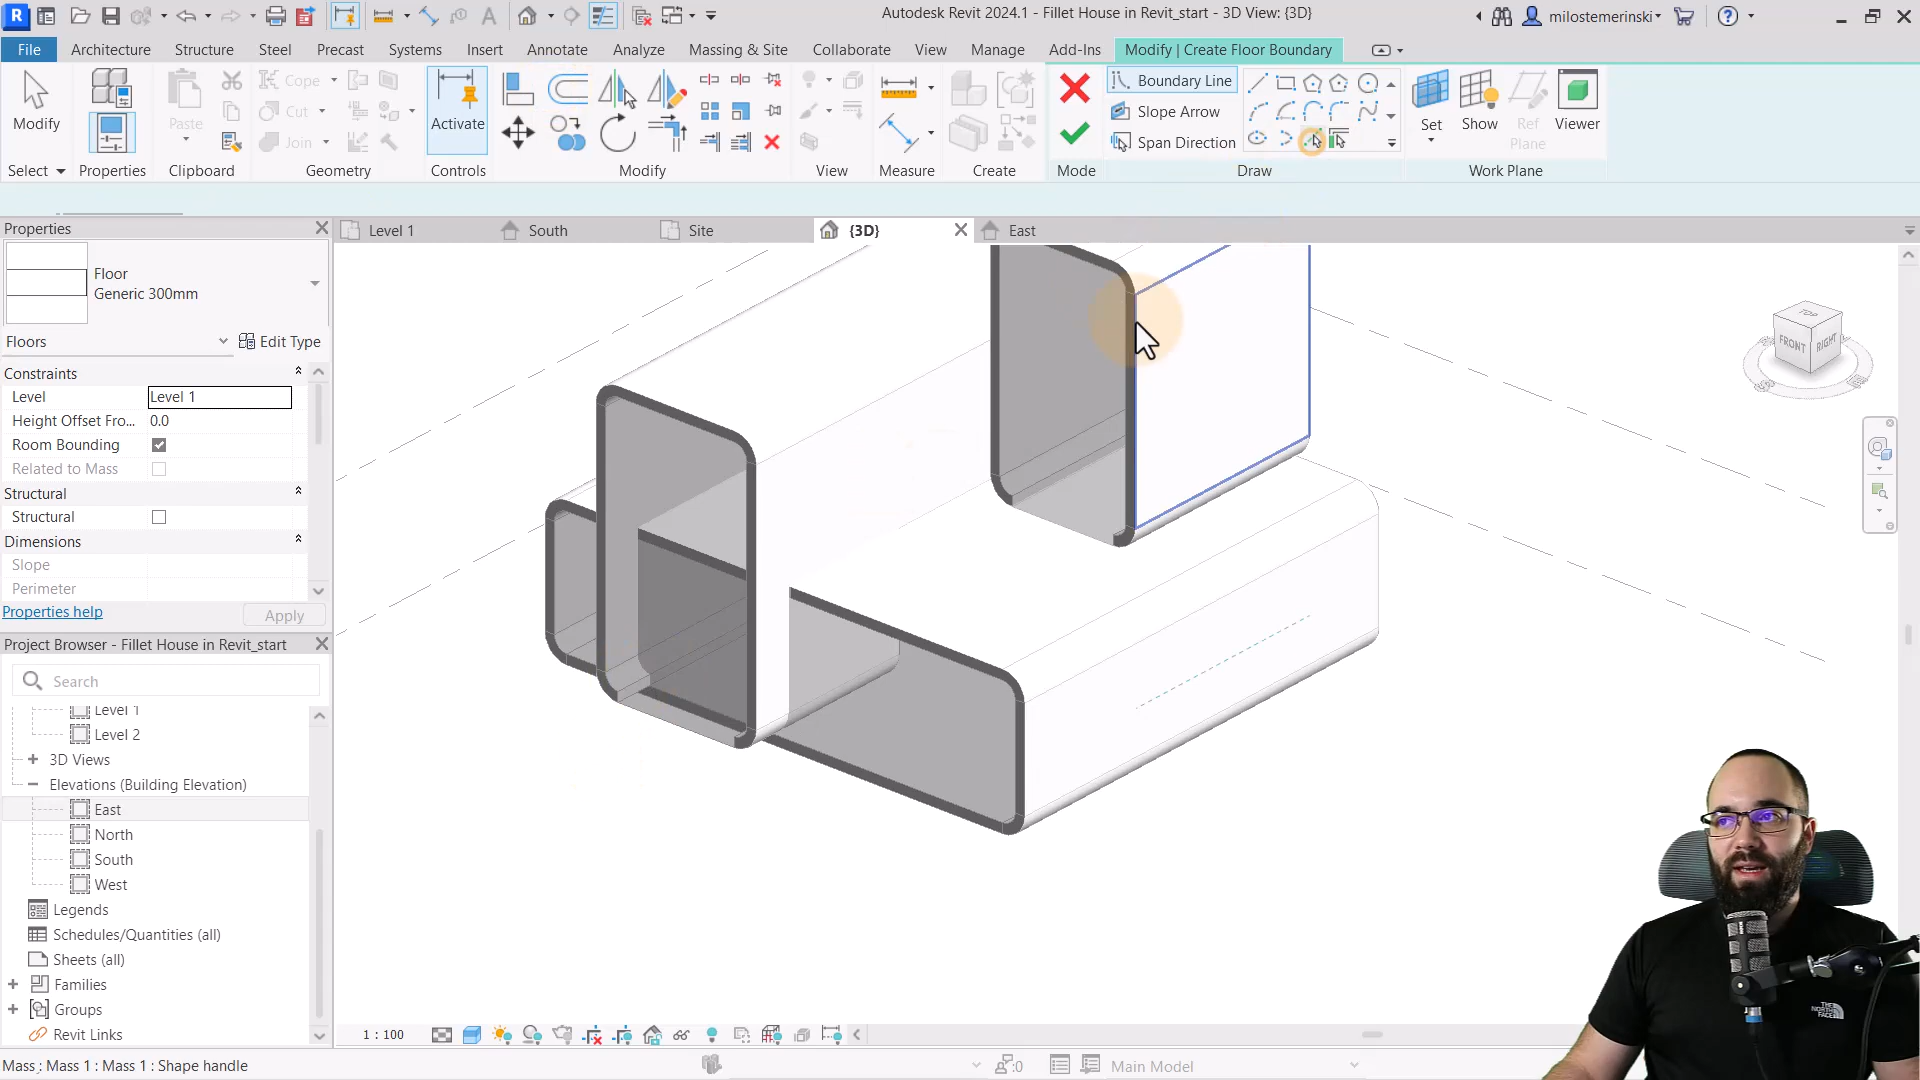 Autodesk Revit 2024.1 - Fillet House in Revit_start - 3D View: {3D}
milostemerinski
File
Architecture
Structure
Steel
Precast
Systems
Insert
Annotate
Analyze
Massing & Site
Collaborate
View
Manage
Add-Ins
Modify | Create Floor Boundary
Modify
Paste
Cope
Cut
Join
Activate
Boundary Line
Slope Arrow
Span Direction
Set
Show
Ref
Plane
Viewer
Select
Properties
Clipboard
Geometry
Controls
Modify
View
Measure
Create
Mode
Draw
Work Plane
Properties
Level 1
South
Site
{3D}
East
Floor
Generic 300mm
Floors
Edit Type
Constraints
Level
Level 1
Height Offset Fro...
0.0
Room Bounding
Related to Mass
Structural
Structural
Dimensions
Slope
Perimeter
Properties help
Apply
Project Browser - Fillet House in Revit_start
Search
Level 1
Level 2
3D Views
Elevations (Building Elevation)
East
North
South
West
Legends
Schedules/Quantities (all)
Sheets (all)
Families
Groups
Revit Links
TOP
FRONT
RIGHT
THE
NORTH
FACE
1 : 100
Mass : Mass 1 : Mass 1 : Shape handle
:0
Main Model